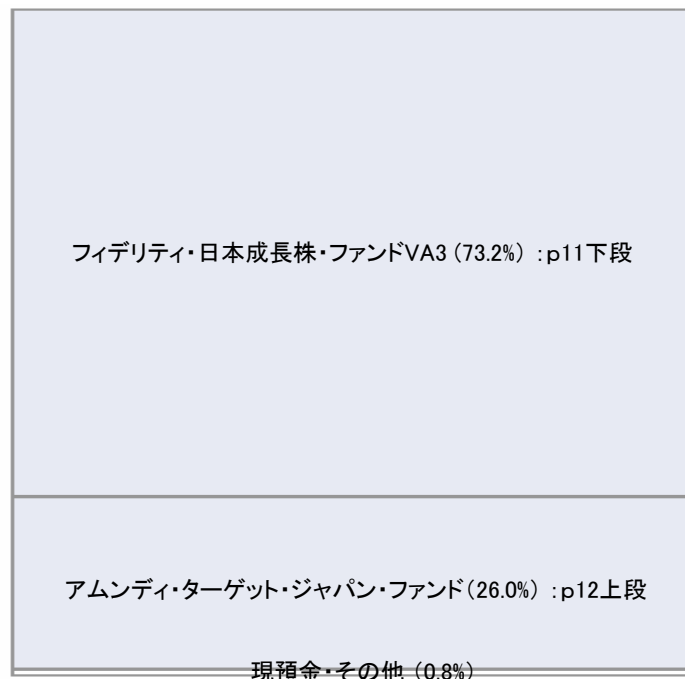 フィデリティ・日本成長株・ファンドVA3 (73.2%) ：p11下段
アムンディ・ターゲット・ジャパン・ファンド(26.0%) ：p12上段
現預金・その他 (0.8%)